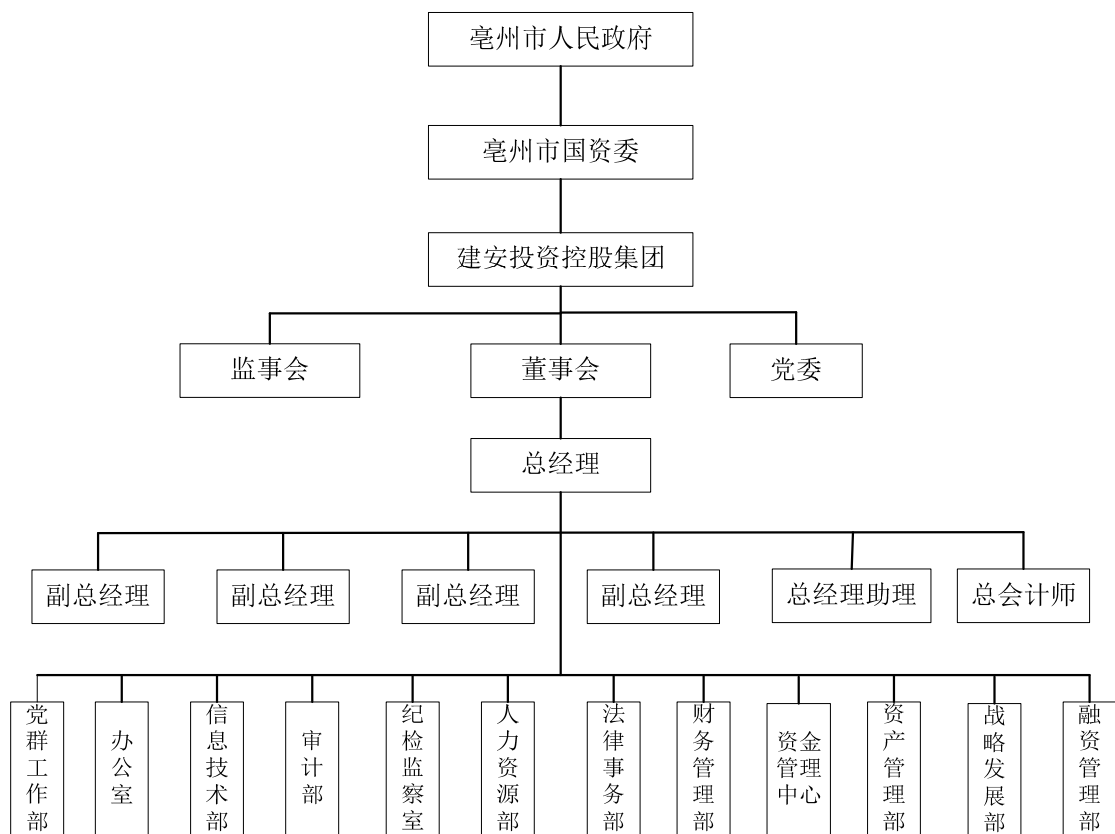 亳州市人民政府
亳州市国资委
建安投资控股集团
监事会
董事会
党委
总经理
副总经理
副总经理
副总经理
副总经理
总经理助理
总会计师
党群工作部
办公室
信息技术部
审计部
纪检监察室
人力资源部
法律事务部
财务管理部
资金管理中心
资产管理部
战略发展部
融资管理部